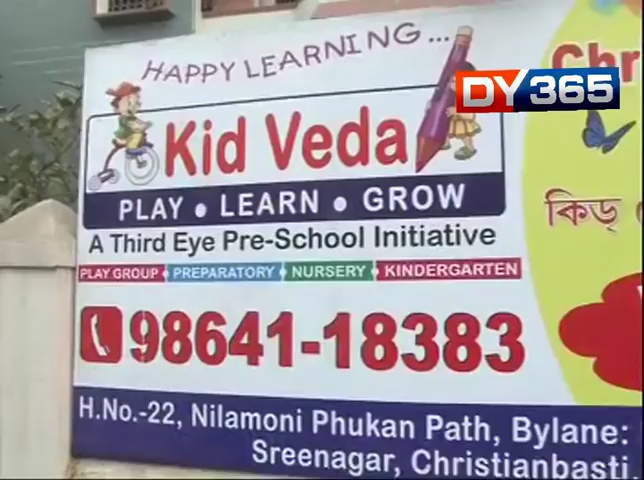 HAPPY LEARNING...
DY365
Kid Veda
PLAY • LEARN • GROW
A Third Eye Pre-School Initiative
PLAY GROUP • PREPARATORY • NURSERY • KINDERGARTEN
98641-18383
H.No.-22, Nilamoni Phukan Path, Bylane:
Sreenagar, Christianbasti,
কিড্